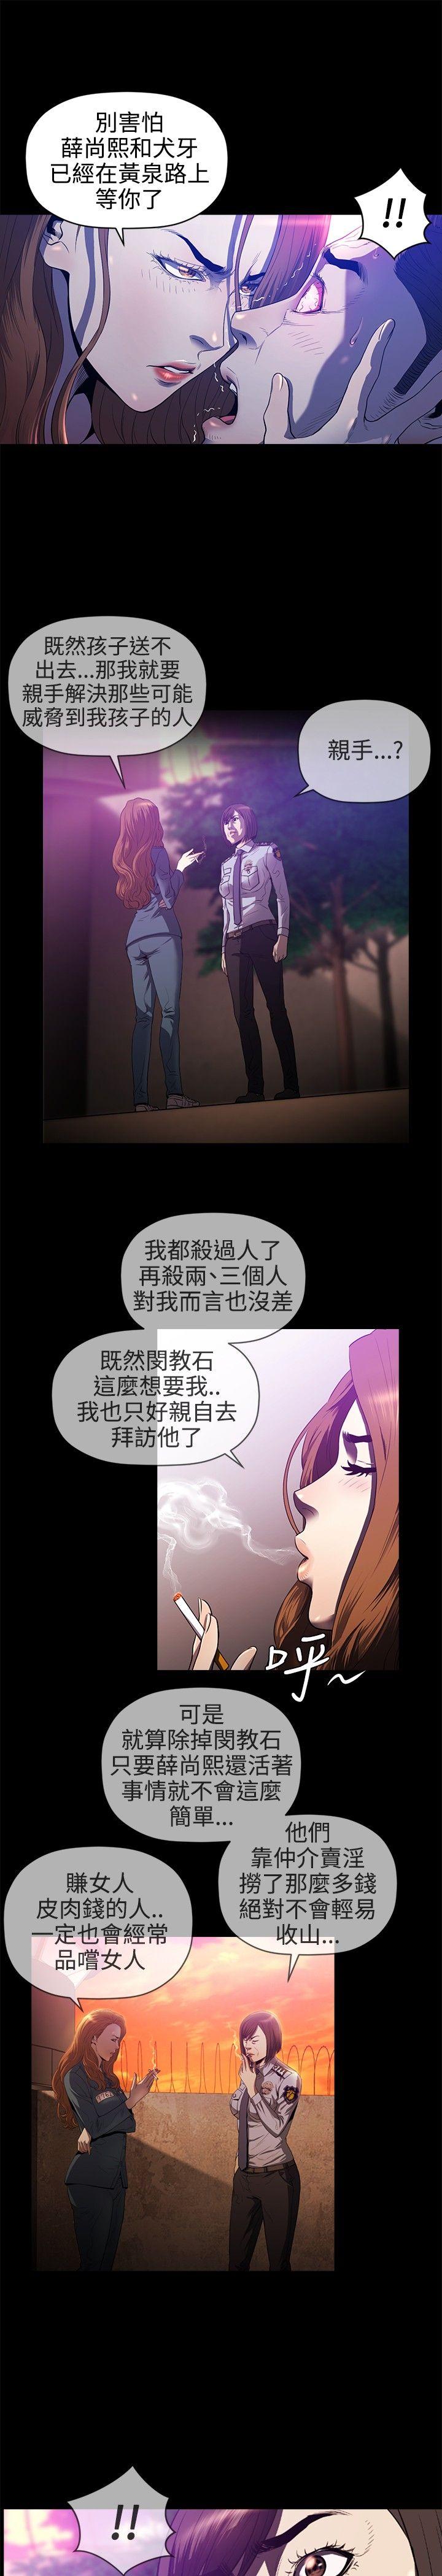 別害怕
薛尚熙和犬牙
已經在黃泉路上
等你了
!!
既然孩子送不
出去...那我就要
親手解決那些可能
威脅到我孩子的人
親手...?
我都殺過人了
再殺兩、三個人
對我而言也沒差
既然閔教石
這麼想要我..
我也只好親自去
拜訪他了
呼~
可是
就算除掉閔教石
只要薛尚熙還活著
事情就不會這麼
簡單...
他們
靠仲介賣淫
撈了那麼多錢
絕對不會輕易
收山...
賺女人
皮肉錢的人..
一定也會經常
品嚐女人
!!